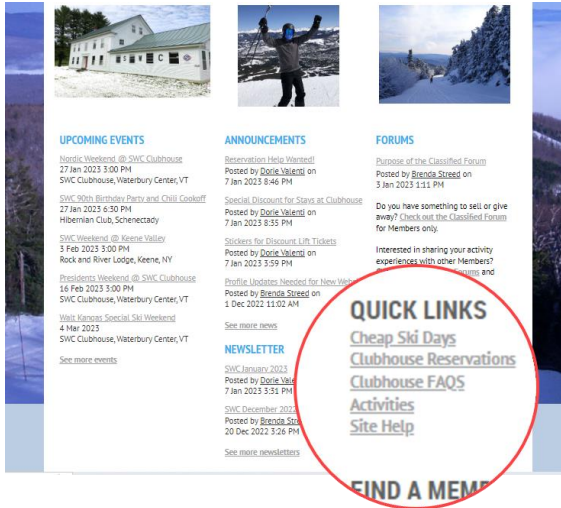 UPCOMING EVENTS
Nordic Weekend @ SWC Clubhouse
27 Jan 2023 3:00 PM
SWC Clubhouse, Waterbury Center, VT
SWC 90th Birthday Party and Chili Cookoff
27 Jan 2023 6:30 PM
Hibernian Club, Schenectady
SWC Weekend @ Keene Valley
3 Feb 2023 3:00 PM
Rock and River Lodge, Keene, NY
Presidents Weekend @ SWC Clubhouse
16 Feb 2023 3:00 PM
SWC Clubhouse, Waterbury Center, VT
Walt Kangas Special Ski Weekend
4 Mar 2023
SWC Clubhouse, Waterbury Center, VT
See more events
ANNOUNCEMENTS
Reservation Help Wanted!
Posted by Dorie Valenti on
7 Jan 2023 8:46 PM
Special Discount for Stays at Clubhouse
Posted by Dorie Valenti on
7 Jan 2023 8:35 PM
Stickers for Discount Lift Tickets
Posted by Dorie Valenti on
7 Jan 2023 3:59 PM
Profile Updates Needed for New Web
Posted by Brenda Streed on
1 Dec 2022 11:02 AM
See more news
NEWSLETTER
SWC January 2023
Posted by Dorie Vale
7 Jan 2023 3:31 PM
SWC December 2022
Posted by Brenda Stre
20 Dec 2022 3:26 PM
See more newsletters
FORUMS
Purpose of the Classified Forum
Posted by Brenda Streed on
3 Jan 2023 1:11 PM
Do you have something to sell or give
away? Check out the Classified Forum
for Members only.
Interested in sharing your activity
experiences with other Members?
Forums and
QUICK LINKS
Cheap Ski Days
Clubhouse Reservations
Clubhouse FAQS
Activities
Site Help
FIND A MEM